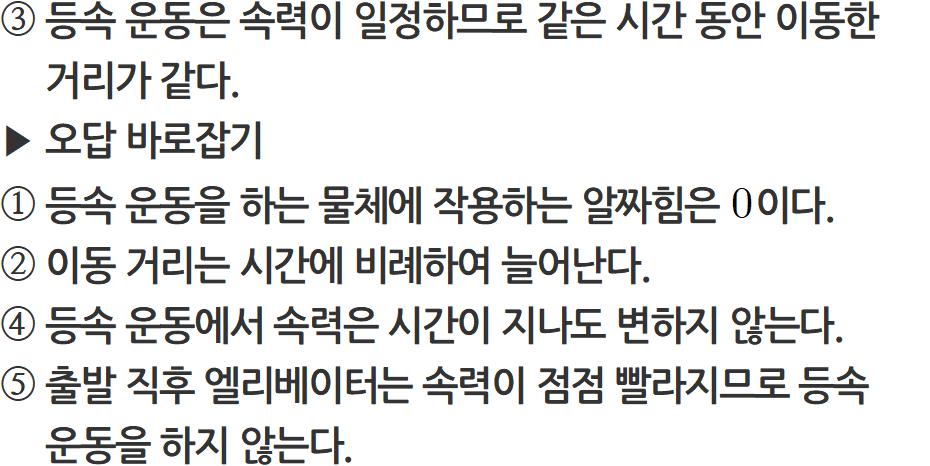 ③ 등속 운동은 속력이 일정하므로 같은 시간 동안 이동한
거리가 같다.
▶ 오답 바로잡기
① 등속 운동을 하는 물체에 작용하는 알짜힘은 0이다.
② 이동 거리는 시간에 비례하여 늘어난다.
④ 등속 운동에서 속력은 시간이 지나도 변하지 않는다.
⑤ 출발 직후 엘리베이터는 속력이 점점 빨라지므로 등속
운동을 하지 않는다.